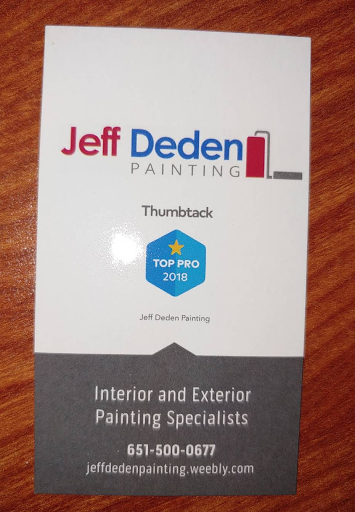 Jeff Deden
PAINTING
Thumbtack
TOP PRO
2018
Jeff Deden Painting
Interior and Exterior
Painting Specialists
651-500-0677
jeffdedenpainting.weebly.com